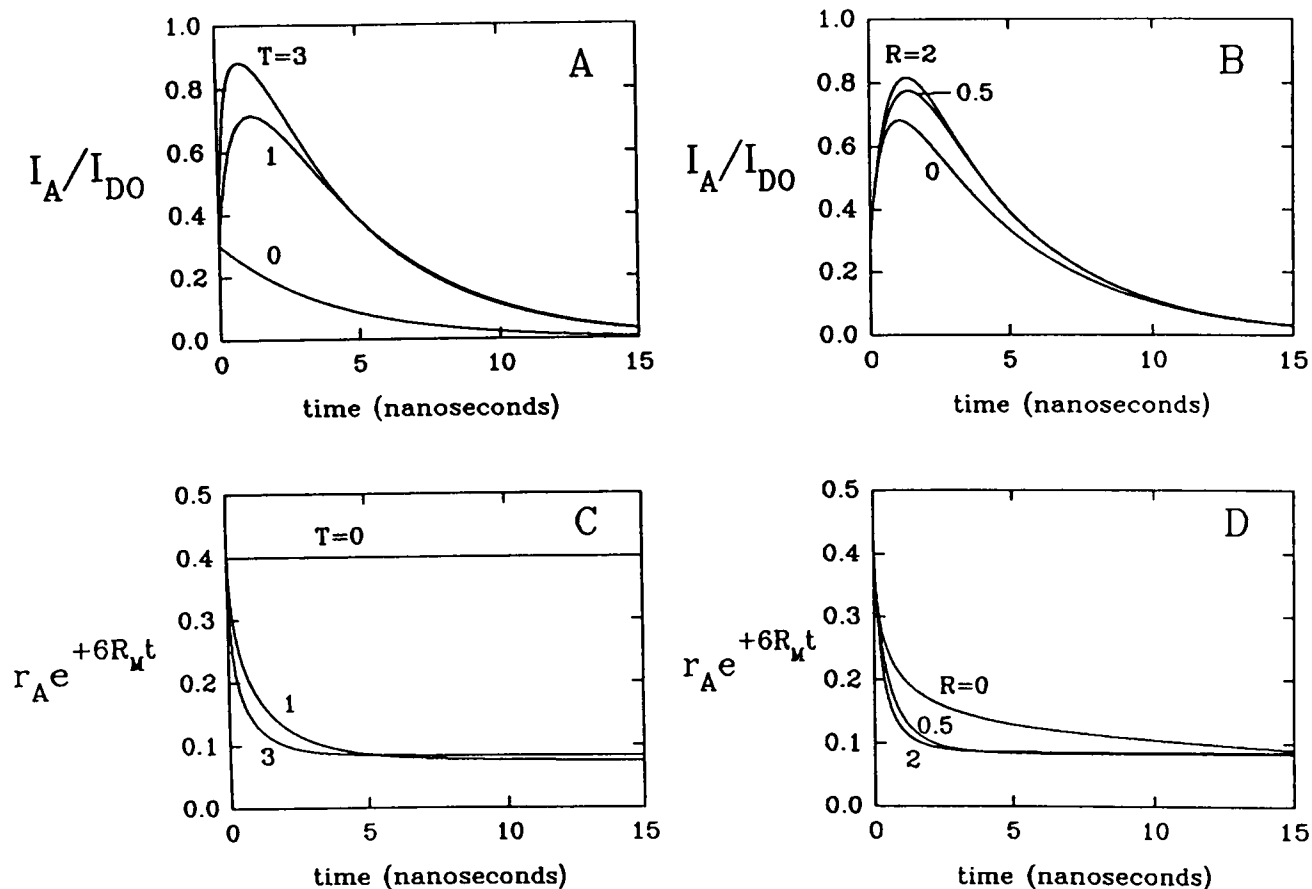 1.0
0.8
0.6
0.4
0.2
0.0
I_A/I_DO
T=3
1
0
A
0 5 10 15
time (nanoseconds)
1.0
0.8
0.6
0.4
0.2
0.0
I_A/I_DO
R=2
0.5
0
B
0 5 10 15
time (nanoseconds)
0.5
0.4
0.3
0.2
0.1
0.0
r_A e^{+6R_M t}
T=0
1
3
C
0 5 10 15
time (nanoseconds)
0.5
0.4
0.3
0.2
0.1
0.0
r_A e^{+6R_M t}
R=0
0.5
2
D
0 5 10 15
time (nanoseconds)